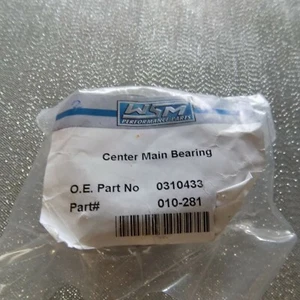 WSM
PERFORMANCE PARTS
Center Main Bearing
O.E. Part No 0310433
Part# 010-281